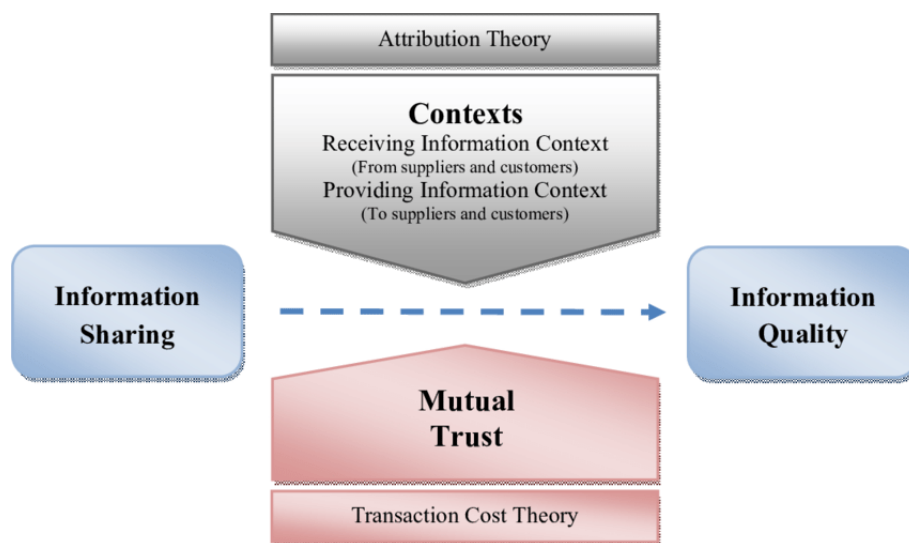 Attribution Theory
Contexts
Receiving Information Context
(From suppliers and customers)
Providing Information Context
(To suppliers and customers)
Information
Sharing
Information
Quality
Mutual
Trust
Transaction Cost Theory